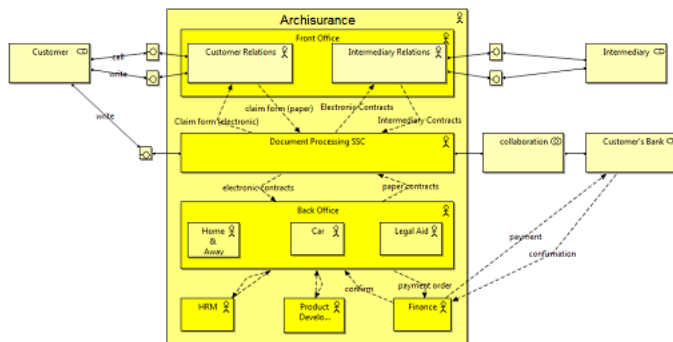 Archisurance
Front Office
Customer
Customer Relations
Intermediary Relations
Intermediary
call
write
claim form (paper)
Electronic Contracts
write
Claim form (electronic)
Intermediary Contracts
Document Processing SSC
collaboration
Customer's Bank
electronic contracts
paper contracts
Back Office
Home
&
Away
Car
Legal Aid
payment
confirmation
payment order
confirm
HRM
Product
Develo...
Finance